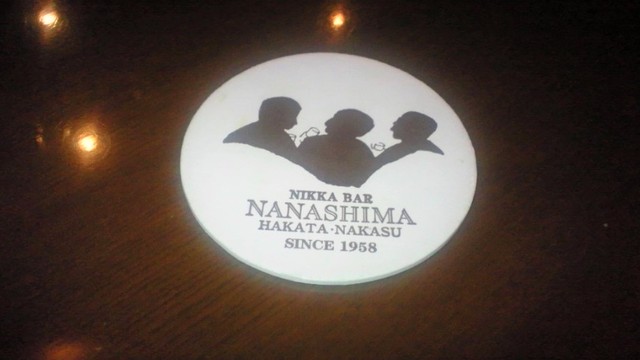 NIKKA BAR
NANASHIMA
HAKATA·NAKASU
SINCE 1958